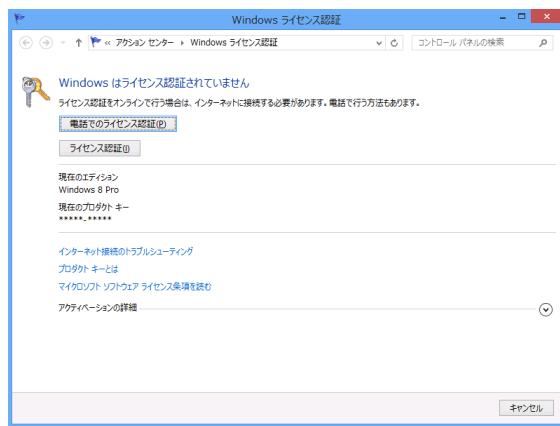 Windows ライセンス認証
« アクション センター ▸ Windows ライセンス認証
コントロール パネルの検索
Windows はライセンス認証されていません
ライセンス認証をオンラインで行う場合は、インターネットに接続する必要があります。電話で行う方法もあります。
電話でのライセンス認証(P)
ライセンス認証(I)
現在のエディション
Windows 8 Pro
現在のプロダクト キー
*****-*****
インターネット接続のトラブルシューティング
プロダクト キーとは
マイクロソフト ソフトウェア ライセンス条項を読む
アクティベーションの詳細
キャンセル